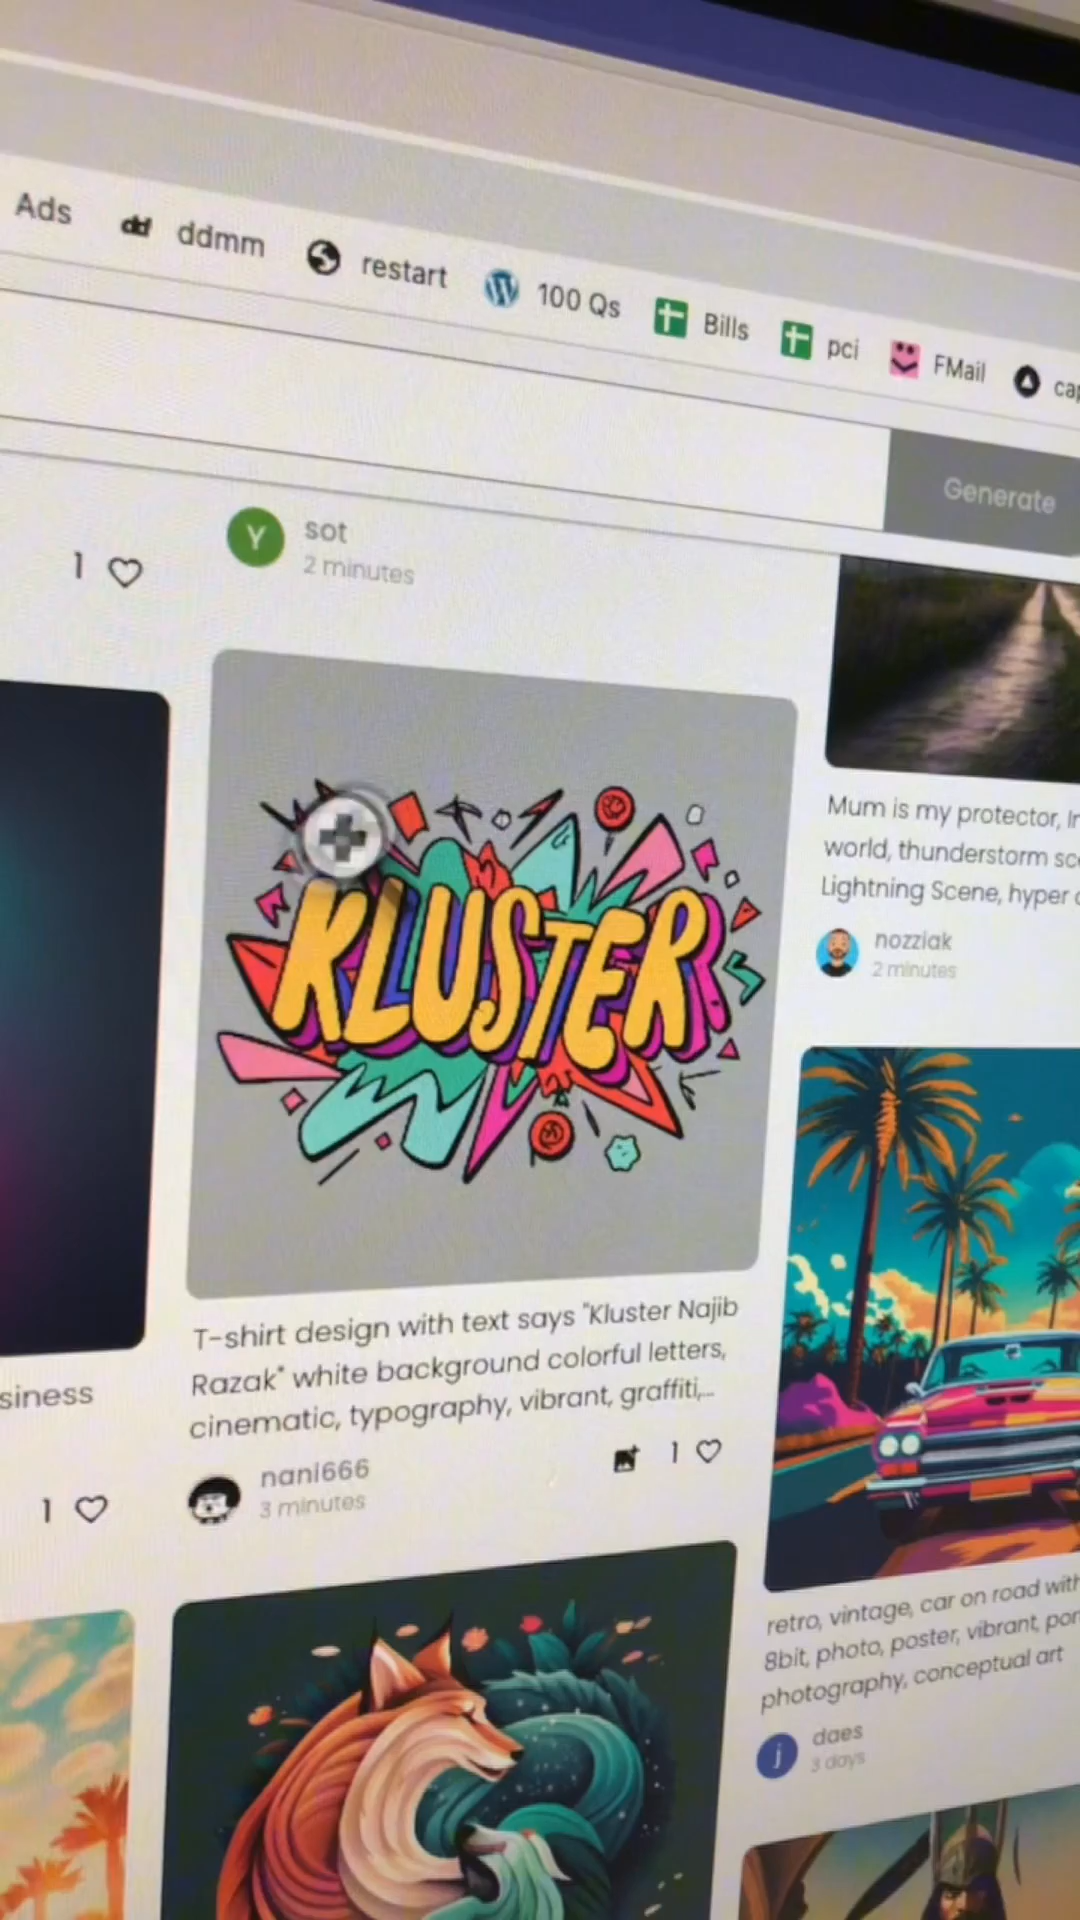 Ads
ddmm
restart
100 Qs
Bills
pci
FMail
Generate
1
Y
sot
2 minutes
KLUSTER
T-shirt design with text says "Kluster Najib
Razak" white background colorful letters,
cinematic, typography, vibrant, graffiti,...
nani666
3 minutes
1
1
Mum is my protector,
world, thunderstorm
Lightning Scene, hyper
nozziak
2 minutes
retro, vintage, car on road with
8bit, photo, poster, vibrant,
photography, conceptual art
j
daes
3 days